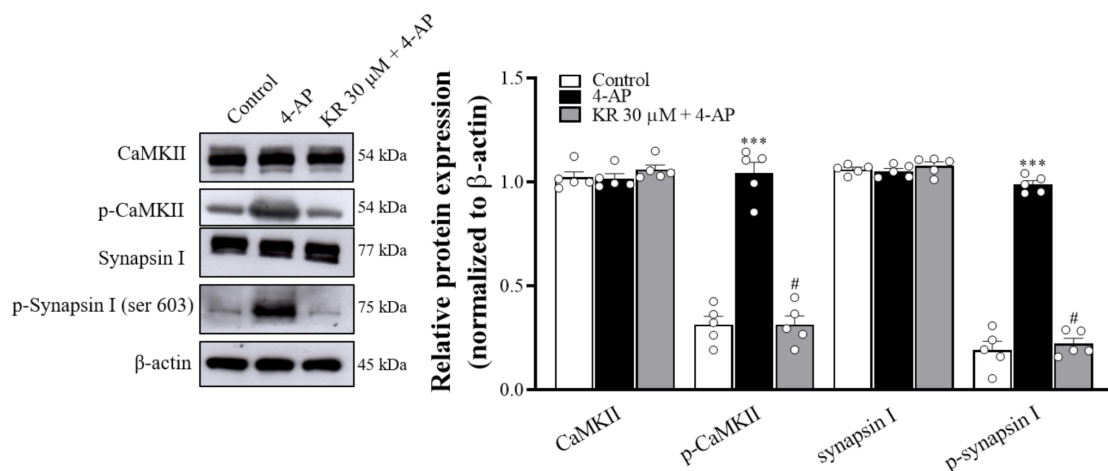 Control
4-AP
KR 30 µM + 4-AP
CaMKII
54 kDa
p-CaMKII
54 kDa
Synapsin I
77 kDa
p-Synapsin I (ser 603)
75 kDa
β-actin
45 kDa
Relative protein expression
(normalized to β-actin)
1.5
1.0
0.5
0.0
Control
4-AP
KR 30 µM + 4-AP
***
#
***
#
CaMKII
p-CaMKII
synapsin I
p-synapsin I